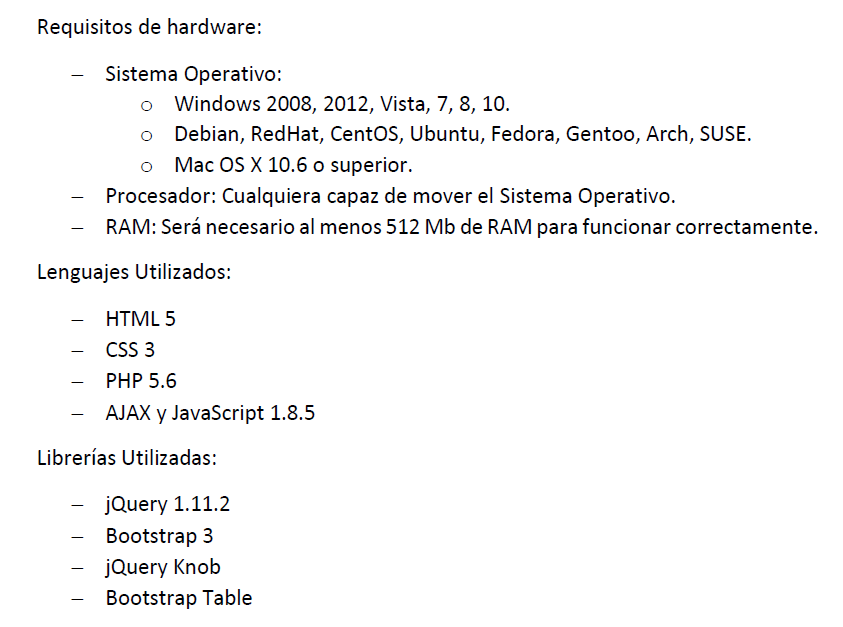 Requisitos de hardware:
– Sistema Operativo:
o Windows 2008, 2012, Vista, 7, 8, 10.
o Debian, RedHat, CentOS, Ubuntu, Fedora, Gentoo, Arch, SUSE.
o Mac OS X 10.6 o superior.
– Procesador: Cualquiera capaz de mover el Sistema Operativo.
– RAM: Será necesario al menos 512 Mb de RAM para funcionar correctamente.
Lenguajes Utilizados:
– HTML 5
– CSS 3
– PHP 5.6
– AJAX y JavaScript 1.8.5
Librerías Utilizadas:
– jQuery 1.11.2
– Bootstrap 3
– jQuery Knob
– Bootstrap Table